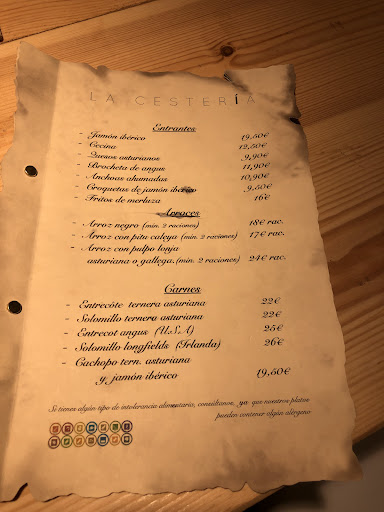 LA CESTERÍA
Entrantes
- Jamón ibérico 19,50€
- Cecina 12,50€
- Quesos asturianos 9,90€
- Brocheta de angus 11,90€
- Anchoas ahumadas 10,90€
- Croquetas de jamón ibérico 9,50€
- Fritos de merluza 16€
Arroces
- Arroz negro (min. 2 raciones) 18€ rac.
- Arroz con pitu caleya (min. 2 raciones) 17€ rac.
- Arroz con pulpo lonja
asturiana o gallega.(min. 2 raciones) 24€ rac.
Carnes
- Entrecôte ternera asturiana 22€
- Solomillo ternera asturiana 22€
- Entrecot angus (U.S.A) 25€
- Solomillo longfields (Irlanda) 26€
- Cachopo tern. asturiana
y jamón ibérico 19,50€
Si tienes algún tipo de intolerancia alimentaria, consúltanos, ya que nuestros platos
pueden contener algún alérgeno